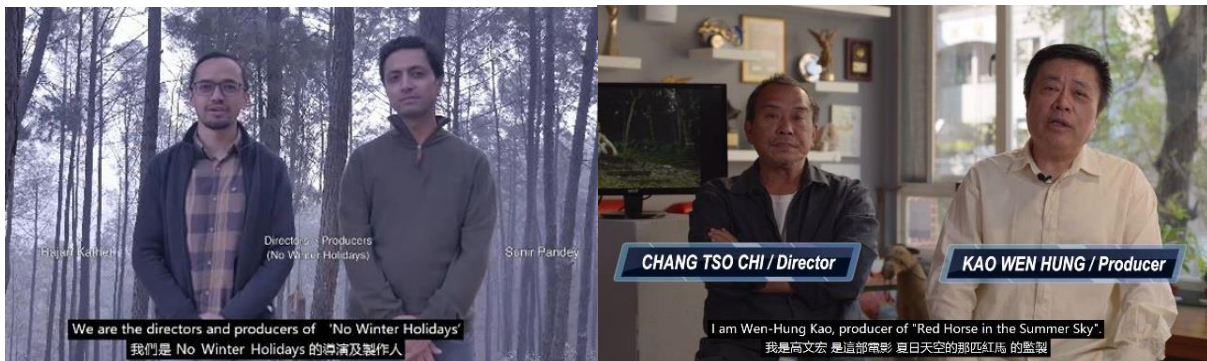 Rajan Kathet
Directors - Producers
(No Winter Holidays)
Sunir Pandey
We are the directors and producers of 'No Winter Holidays'
我們是 No Winter Holidays 的導演及製作人
CHANG TSO CHI / Director
KAO WEN HUNG / Producer
I am Wen-Hung Kao, producer of "Red Horse in the Summer Sky".
我是高文宏 是這部電影 夏日天空的那匹紅馬 的監製